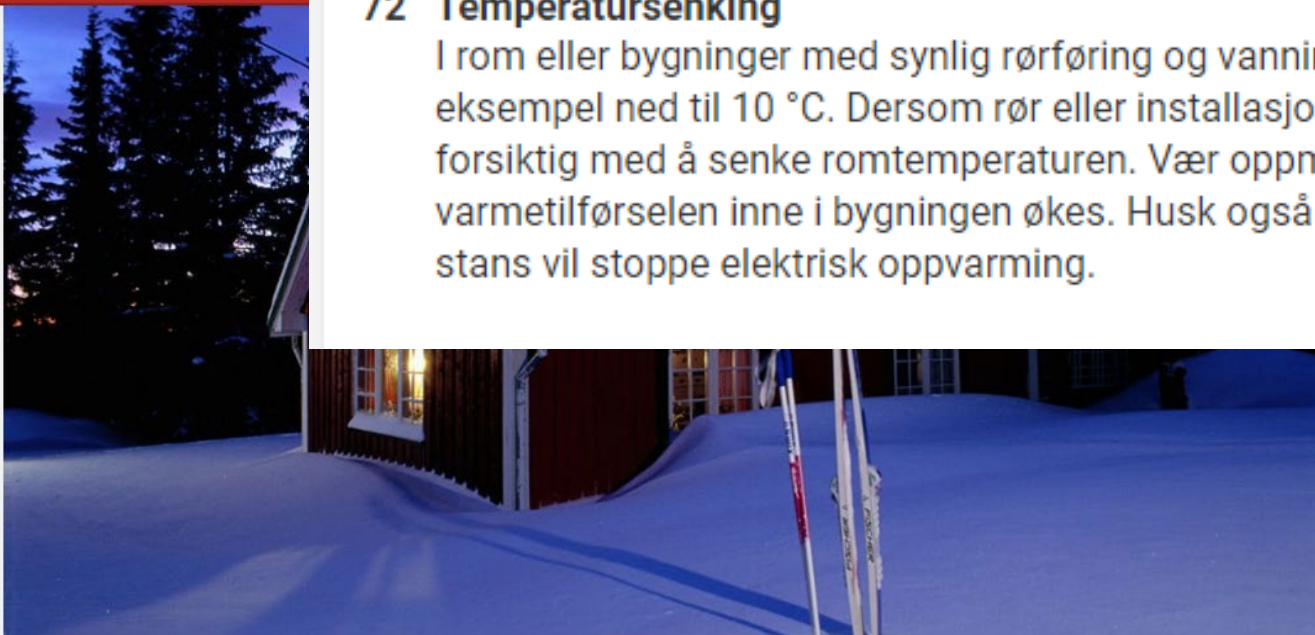 72 Temperatursenking
I rom eller bygninger med synlig rørføring og
eksempel ned til 10 °C. Dersom rør eller
forsiktig med å senke romtemperaturen. Vær
varmetilførselen inne i bygningen økes. Husk også
stans vil stoppe elektrisk oppvarming.
FISCHER